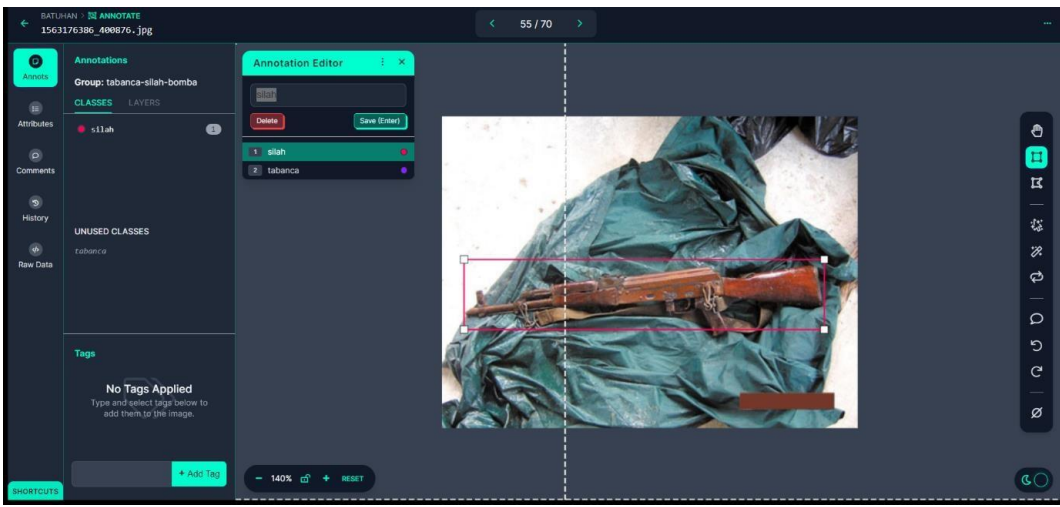 BATUHAN > ANNOTATE
1563176386_400876.jpg
< 55 / 70 >
Annots
Attributes
Comments
History
Raw Data
SHORTCUTS
Annotations
Group: tabanca-silah-bomba
CLASSES LAYERS
silah 1
UNUSED CLASSES
tabanca
Tags
No Tags Applied
Type and select tags below to
add them to the image.
+ Add Tag
Annotation Editor
silah
Delete Save (Enter)
1 silah
2 tabanca
− 140% + RESET